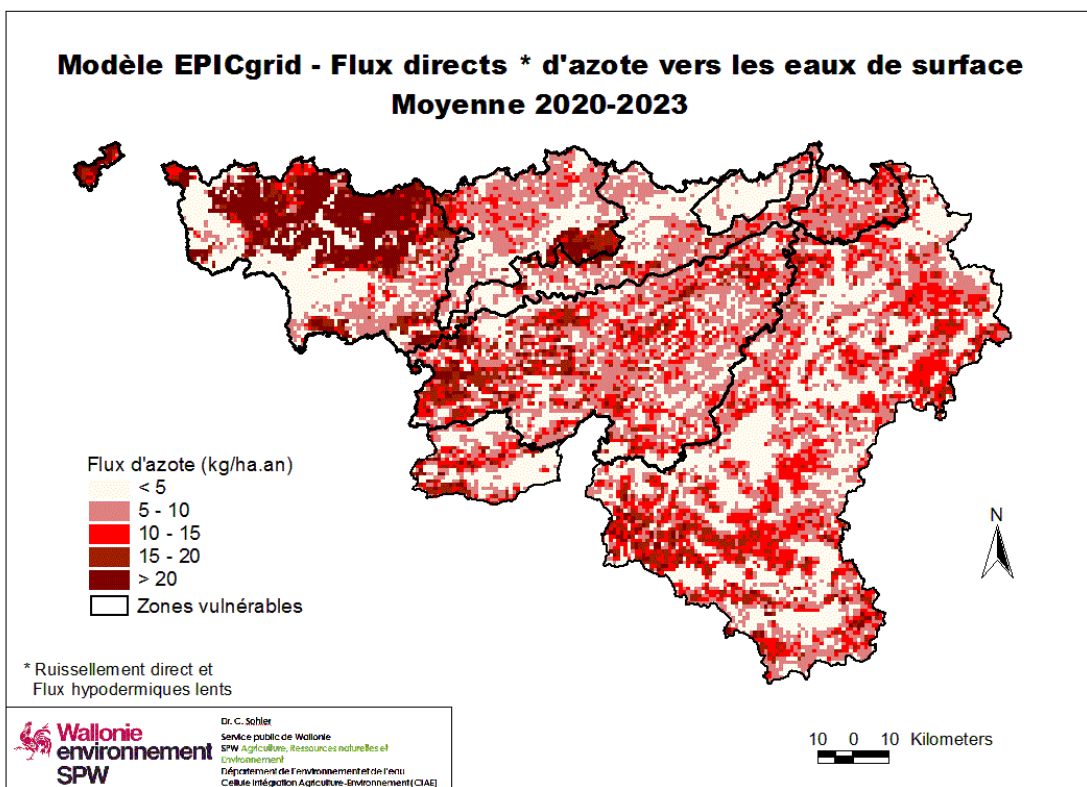 Modèle EPICgrid - Flux directs * d'azote vers les eaux de surface
Moyenne 2020-2023
Flux d'azote (kg/ha.an)
< 5
5 - 10
10 - 15
15 - 20
> 20
Zones vulnérables
N
* Ruissellement direct et
Flux hypodermiques lents
Wallonie
environnement
SPW
Dr. C. Sohier
Service public de Wallonie
SPW Agriculture, Ressources naturelles et
Environnement
Département de l'environnement et de l'eau
Cellule Intégration Agriculture-Environnement (CIAE)
10 0 10 Kilometers